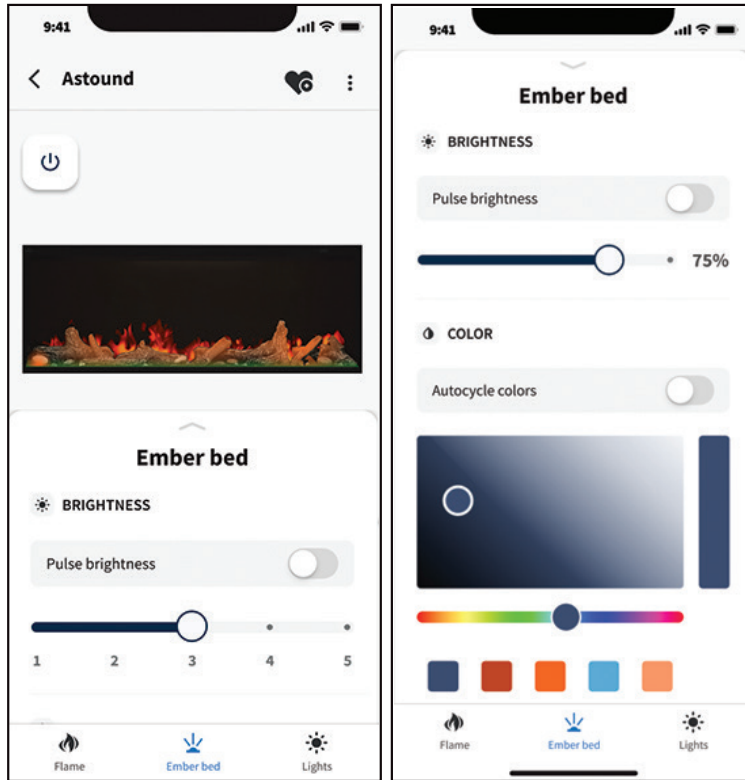 9:41
Astound
Ember bed
BRIGHTNESS
Pulse brightness
1 2 3 4 5
Flame Ember bed Lights
9:41
Ember bed
BRIGHTNESS
Pulse brightness
75%
COLOR
Autocycle colors
Flame Ember bed Lights